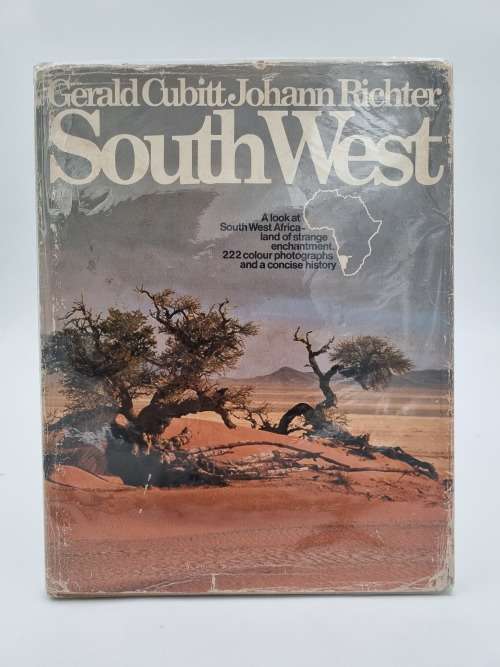 Gerald Cubitt Johann Richter
South West
A look at
South West Africa-
land of strange
enchantment.
222 colour photographs
and a concise history